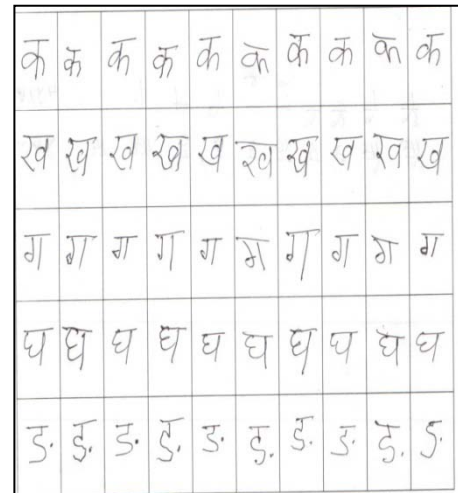 क क क क क क क क क क
ख ख ख ख ख ख ख ख ख ख
ग ग ग ग ग ग ग ग ग ग
घ घ घ घ घ घ घ घ घ घ
ङ ङ ङ ङ ङ ङ ङ ङ ङ ङ